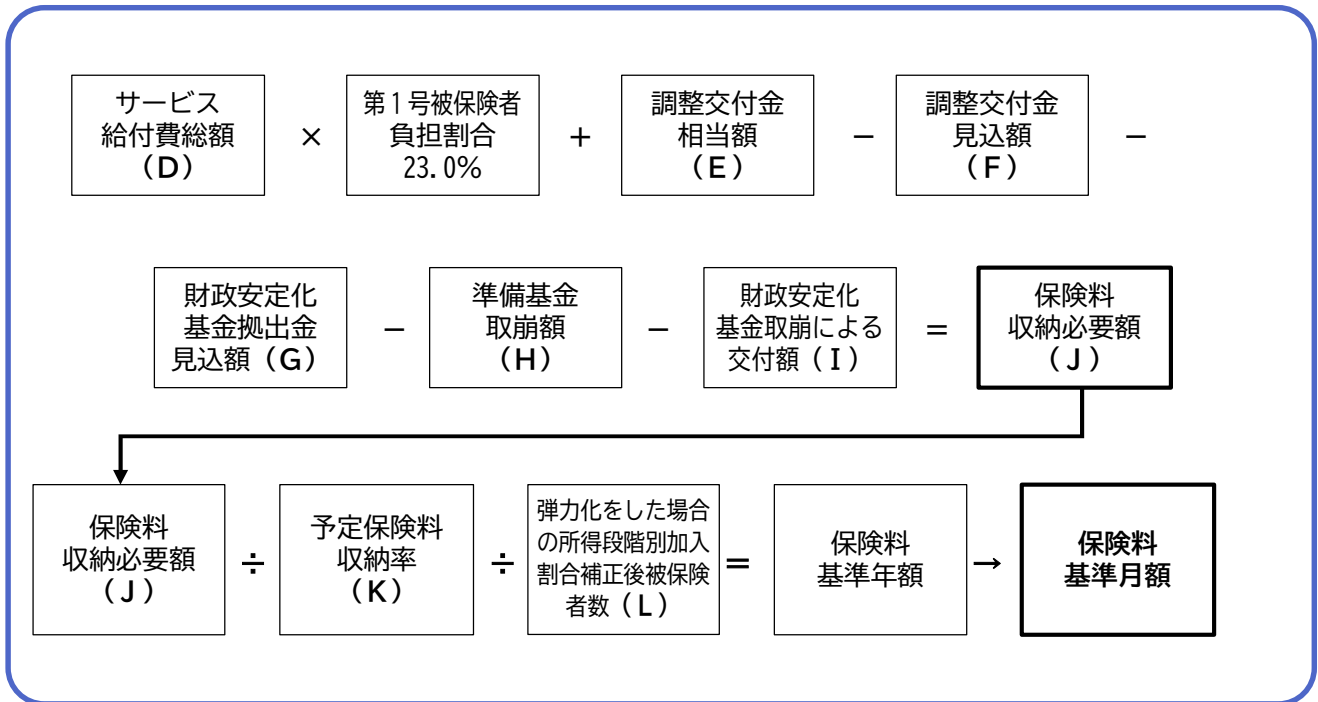 サービス
給付費総額
（D）
×
第１号被保険者
負担割合
23.0%
＋
調整交付金
相当額
（E）
－
調整交付金
見込額
（F）
－
財政安定化
基金拠出金
見込額（G）
－
準備基金
取崩額
（H）
－
財政安定化
基金取崩による
交付額（I）
＝
保険料
収納必要額
（J）
保険料
収納必要額
（J）
÷
予定保険料
収納率
（K）
÷
弾力化をした場合
の所得段階別加入
割合補正後被保険
者数（L）
＝
保険料
基準年額
→
保険料
基準月額